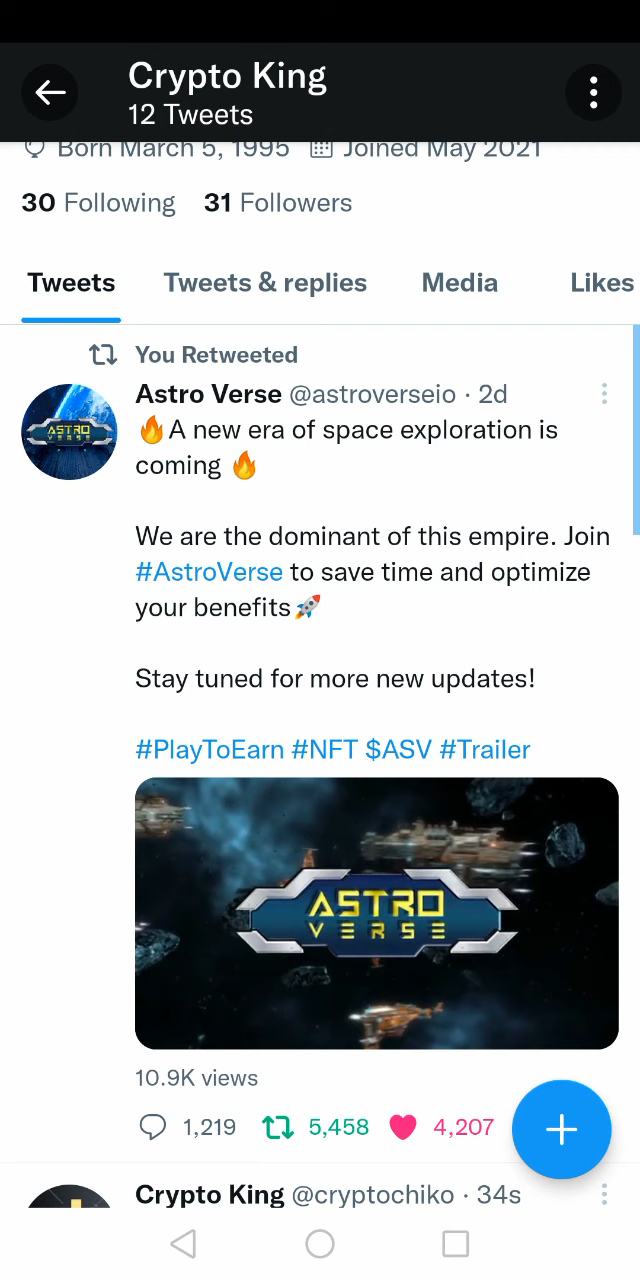 Crypto King
12 Tweets
Born March 5, 1995 Joined May 2021
30 Following 31 Followers
Tweets Tweets & replies Media Likes
You Retweeted
Astro Verse @astroverseio · 2d
🔥A new era of space exploration is
coming 🔥
We are the dominant of this empire. Join
#AstroVerse to save time and optimize
your benefits🚀
Stay tuned for more new updates!
#PlayToEarn #NFT $ASV #Trailer
ASTRO
VERSE
10.9K views
1,219 5,458 4,207
Crypto King @cryptochiko · 34s